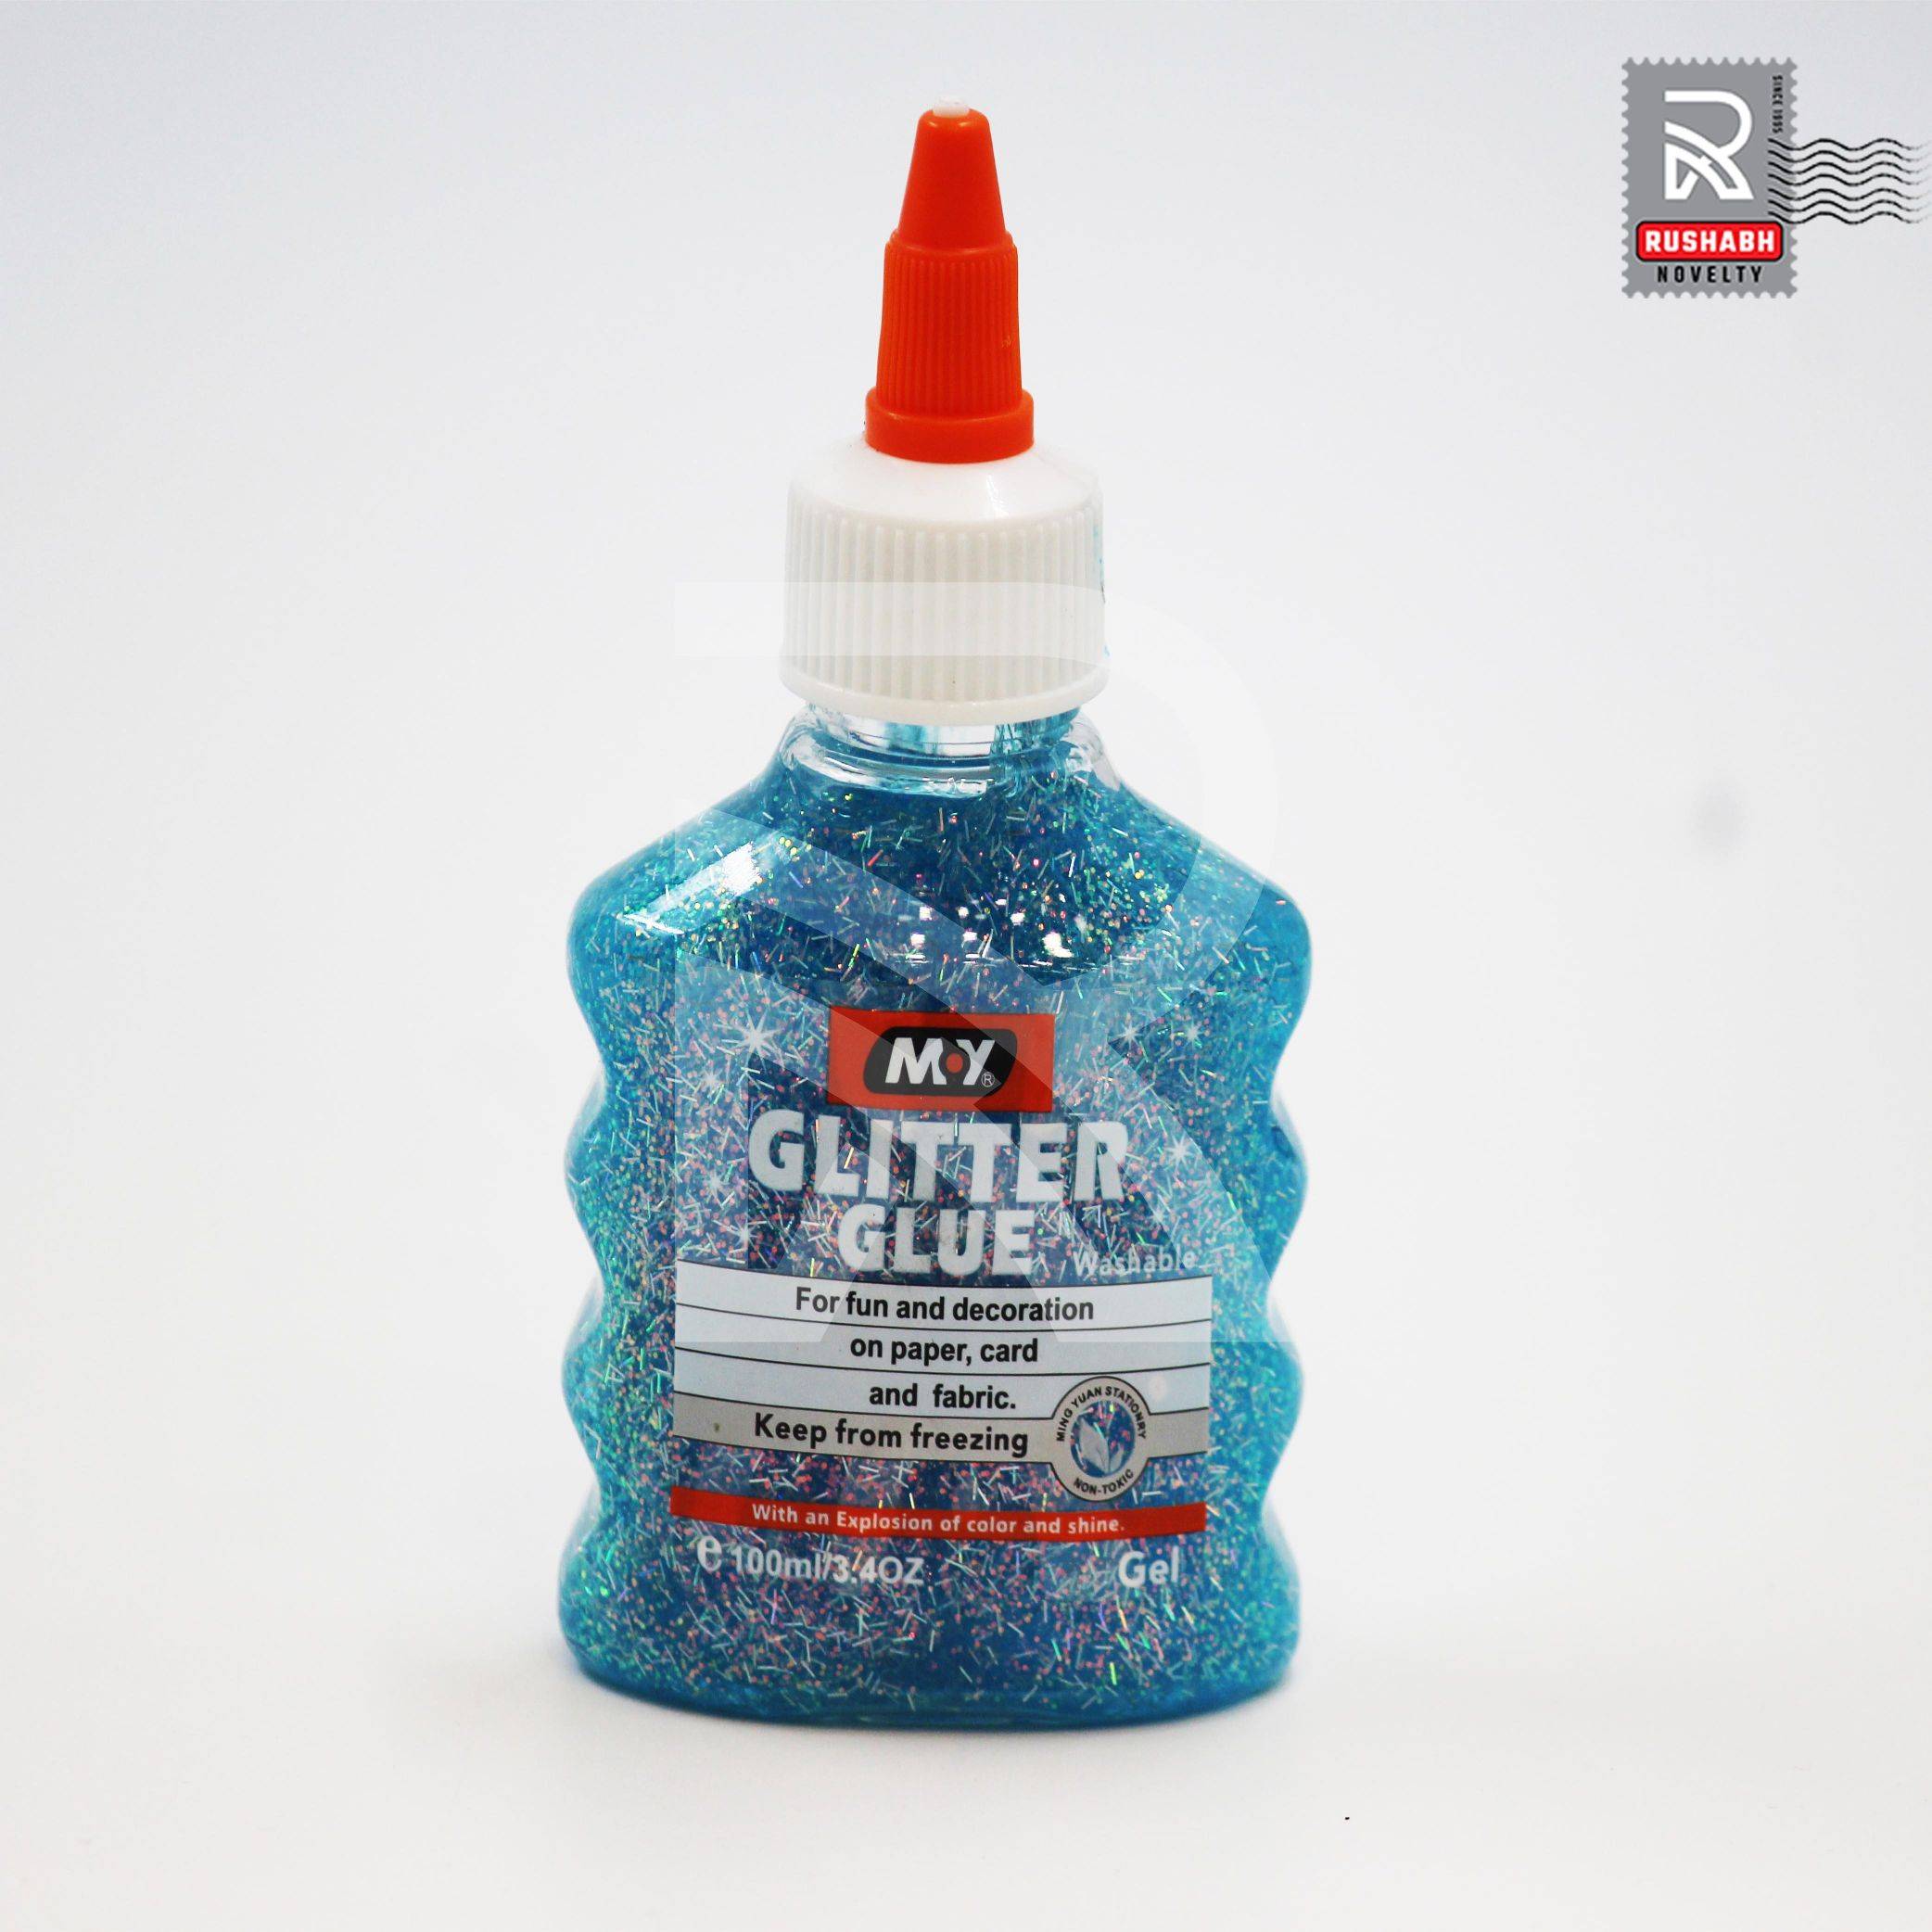 SINCE 1995
RUSHABH
NOVELTY
M•Y®
GLITTER
GLUE
Washable
For fun and decoration
on paper, card
and fabric.
Keep from freezing
MING YUAN STATIONRY
NON-TOXIC
With an Explosion of color and shine.
e 100ml/3.4OZ
Gel